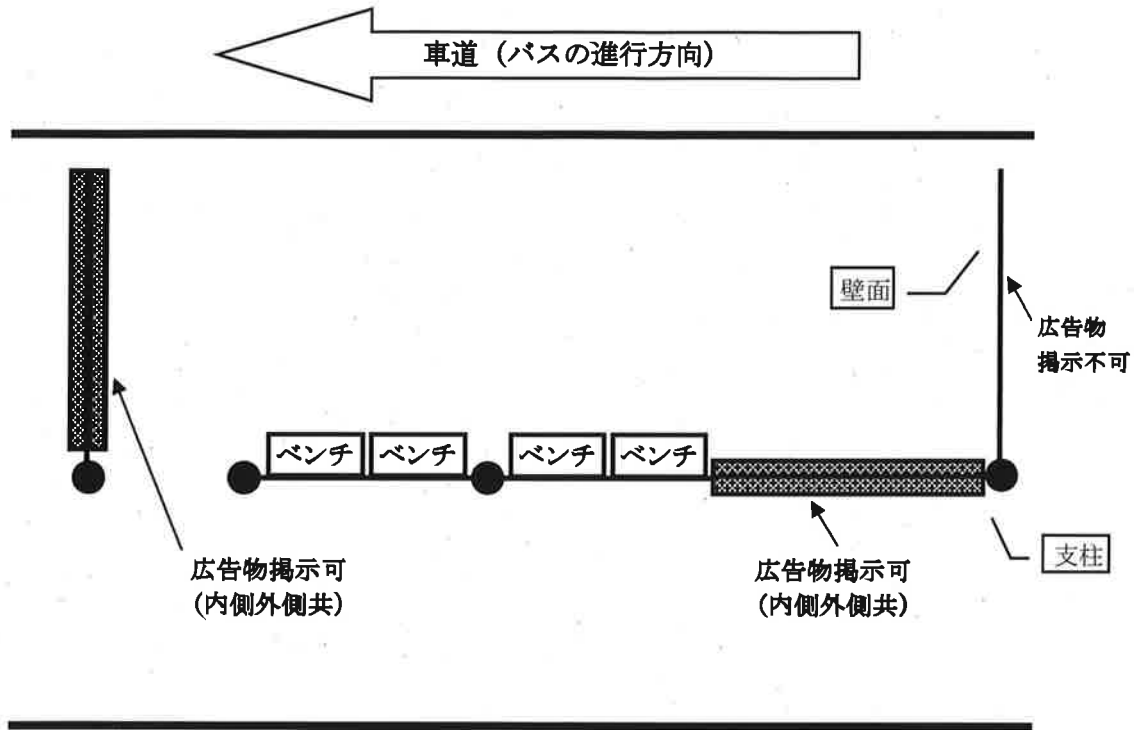 車道（バスの進行方向）
壁面
広告物
掲示不可
ベンチ
ベンチ
ベンチ
ベンチ
支柱
広告物掲示可
（内側外側共）
広告物掲示可
（内側外側共）